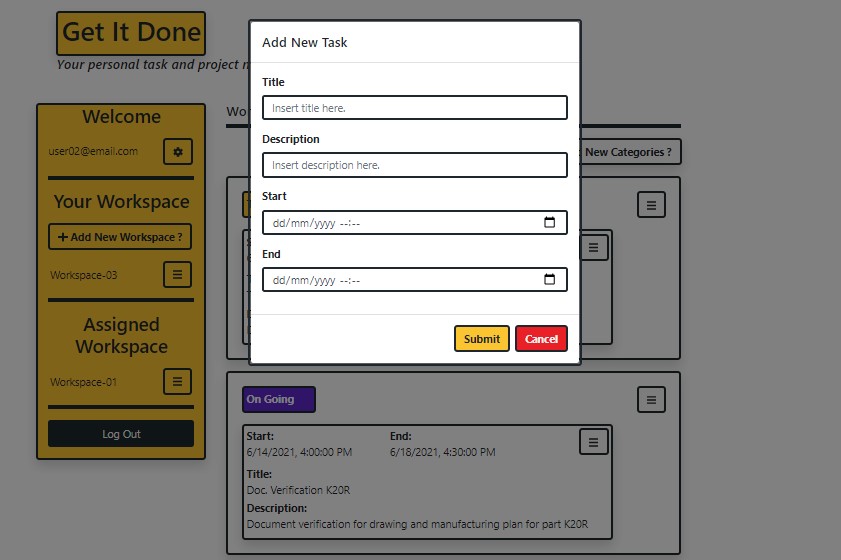 Get It Done
Your personal task and project
Welcome
user02@email.com
Your Workspace
+ Add New Workspace ?
Workspace-03
Assigned
Workspace
Workspace-01
Log Out
New Categories ?
Add New Task
Title
Insert title here.
Description
Insert description here.
Start
dd/mm/yyyy --:--
End
dd/mm/yyyy --:--
Submit Cancel
On Going
Start: End:
6/14/2021, 4:00:00 PM 6/18/2021, 4:30:00 PM
Title:
Doc. Verification K20R
Description:
Document verification for drawing and manufacturing plan for part K20R